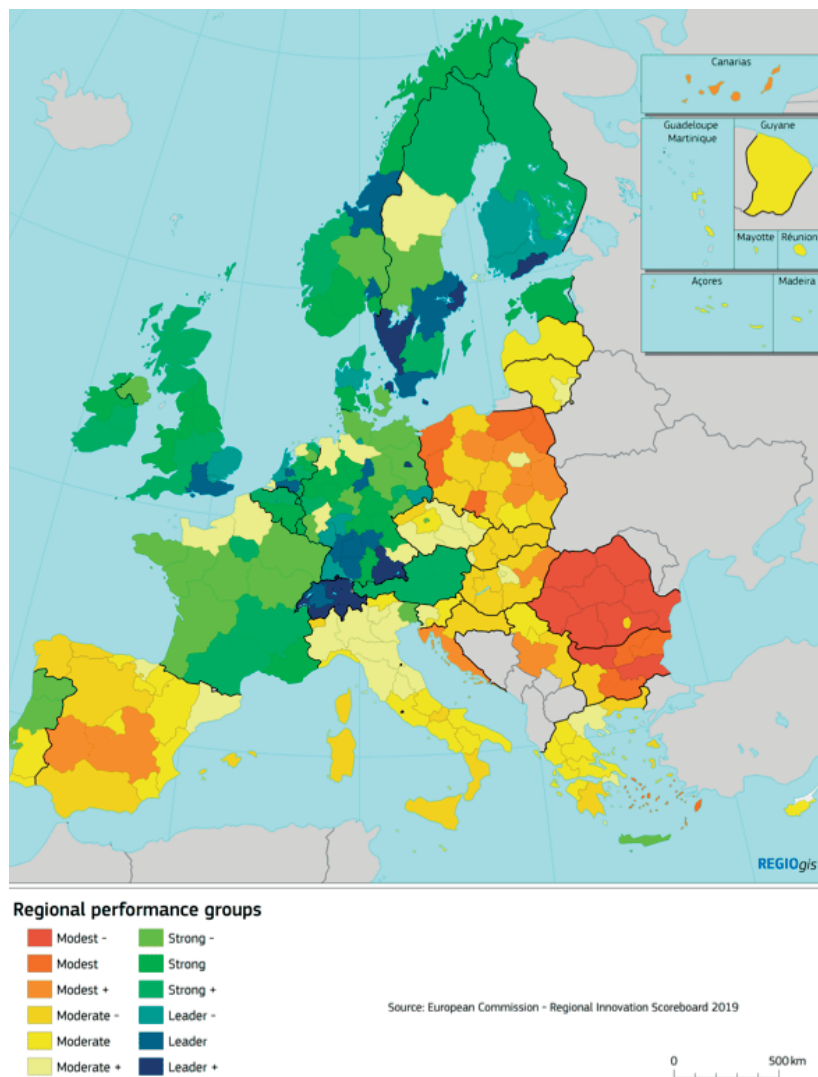 Canarias
Guadeloupe
Martinique
Guyane
Mayotte
Réunion
Açores
Madeira
REGIOgis
Regional performance groups
Modest -
Modest
Modest +
Moderate -
Moderate
Moderate +
Strong -
Strong
Strong +
Leader -
Leader
Leader +
Source: European Commission - Regional Innovation Scoreboard 2019
0 500 km